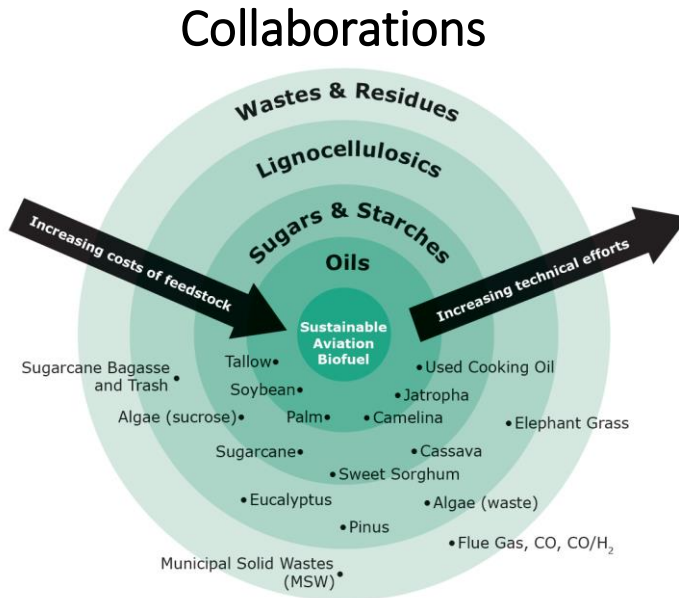 Collaborations
Wastes & Residues
Lignocellulosics
Sugars & Starches
Oils
Increasing costs of feedstock
Increasing technical efforts
Sustainable
Aviation
Biofuel
Tallow•
•Used Cooking Oil
Sugarcane Bagasse
and Trash •
Soybean•
•Jatropha
Algae (sucrose)•
Palm•
•Camelina
•Elephant Grass
Sugarcane•
•Cassava
•Sweet Sorghum
•Eucalyptus
•Algae (waste)
•Pinus
•Flue Gas, CO, CO/H₂
Municipal Solid Wastes
(MSW) •